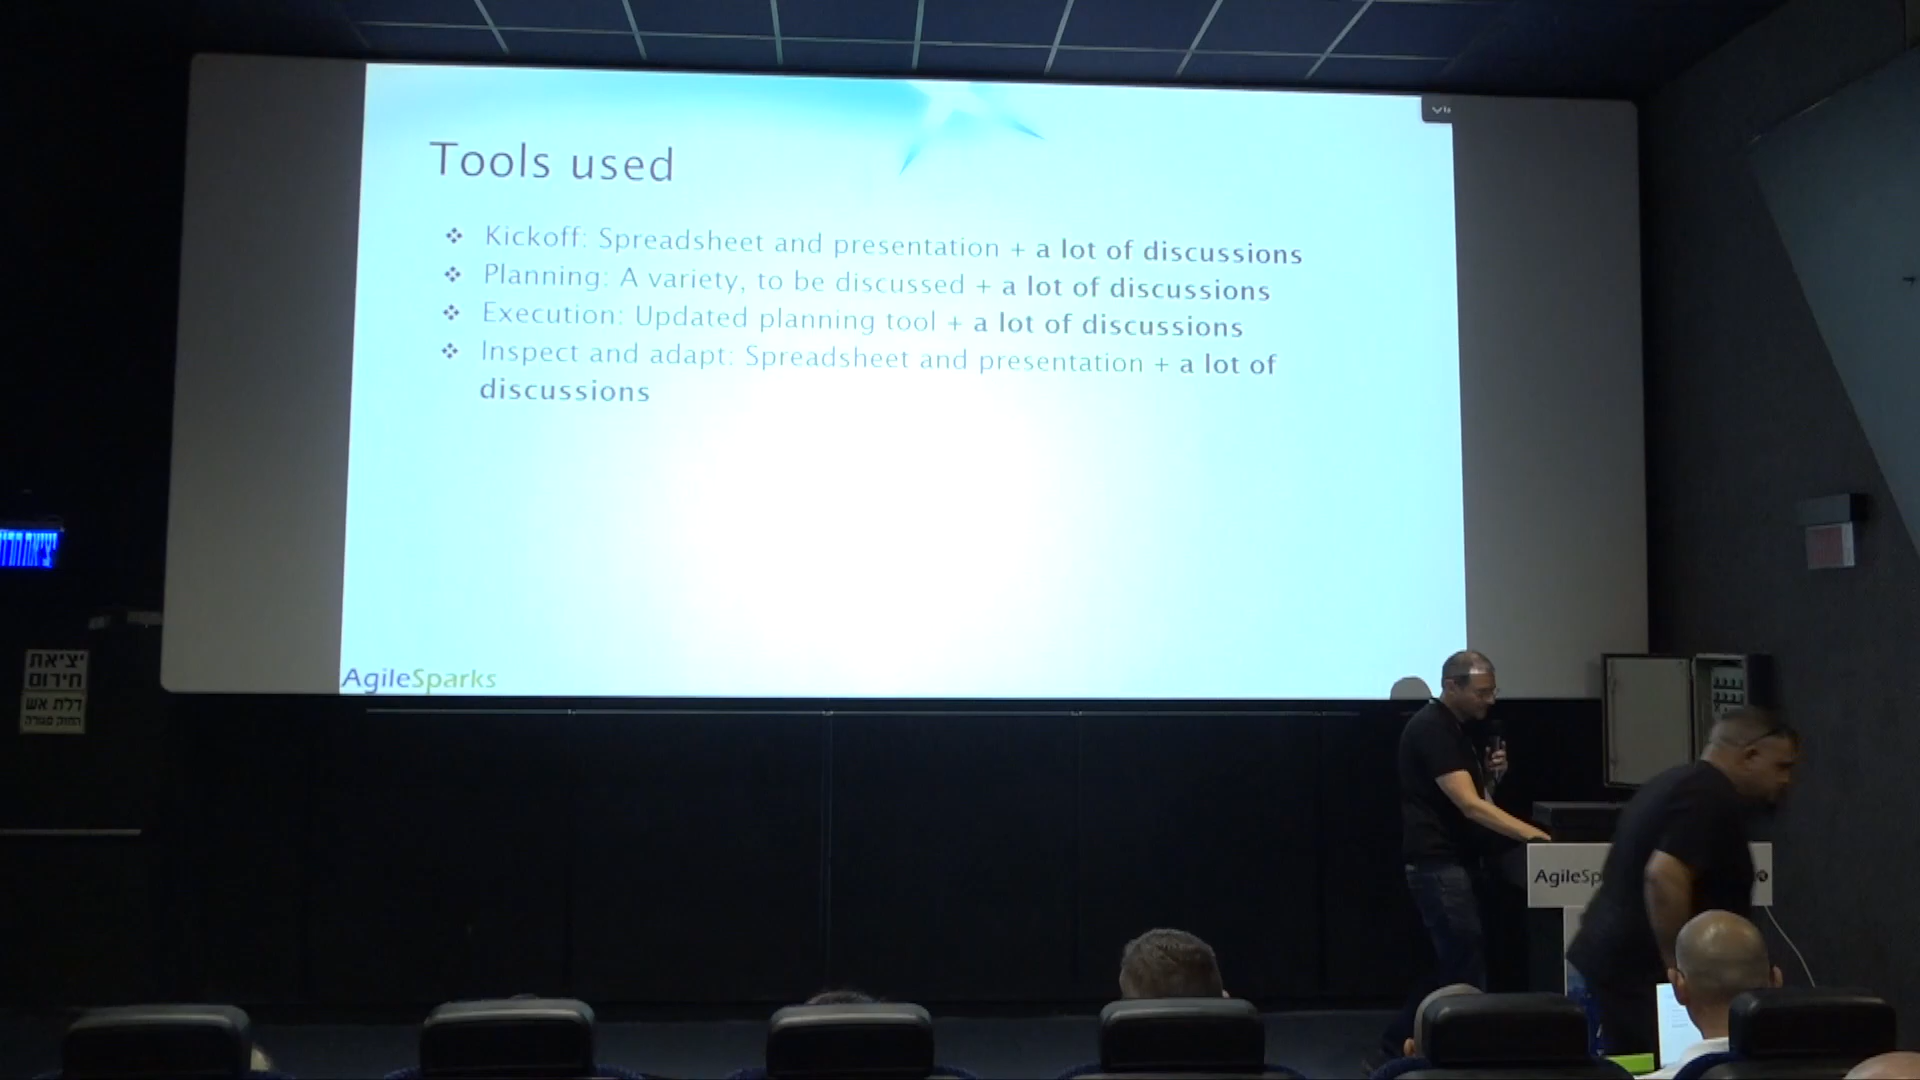 Tools used
❖ Kickoff: Spreadsheet and presentation + a lot of discussions
❖ Planning: A variety, to be discussed + a lot of discussions
❖ Execution: Updated planning tool + a lot of discussions
❖ Inspect and adapt: Spreadsheet and presentation + a lot of
discussions
AgileSparks
יציאת
חירום
דלת אש
החזק סגורה
AgileSp